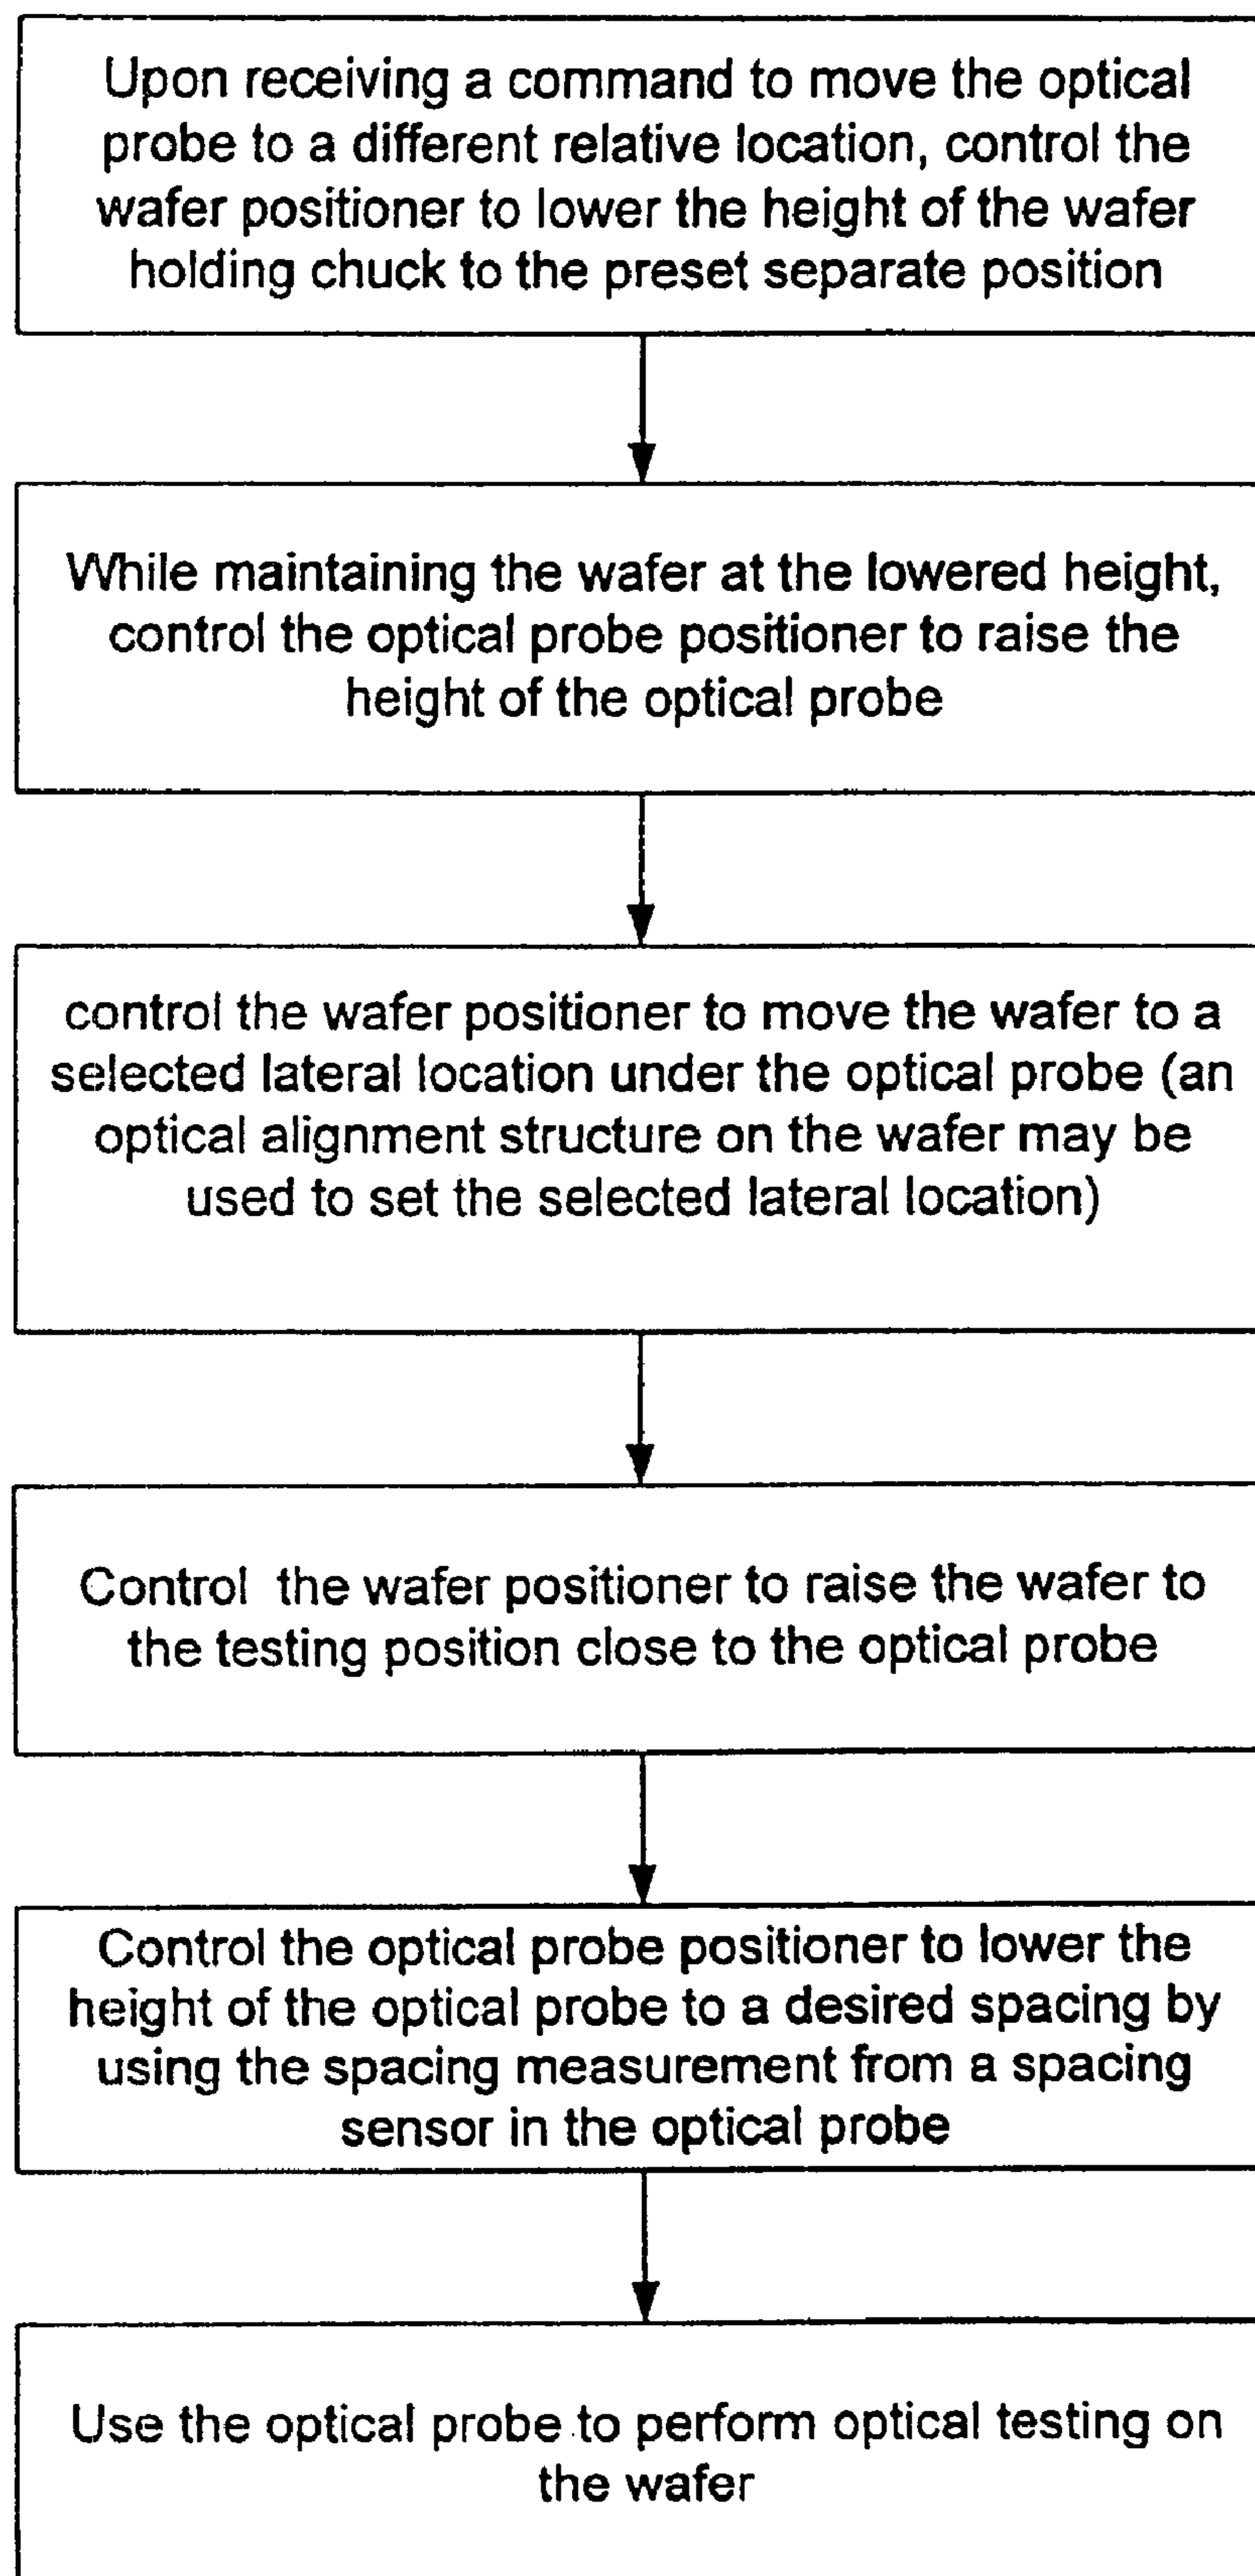 Upon receiving a command to move the optical
probe to a different relative location, control the
wafer positioner to lower the height of the wafer
holding chuck to the preset separate position
While maintaining the wafer at the lowered height,
control the optical probe positioner to raise the
height of the optical probe
control the wafer positioner to move the wafer to a
selected lateral location under the optical probe (an
optical alignment structure on the wafer may be
used to set the selected lateral location)
Control the wafer positioner to raise the wafer to
the testing position close to the optical probe
Control the optical probe positioner to lower the
height of the optical probe to a desired spacing by
using the spacing measurement from a spacing
sensor in the optical probe
Use the optical probe to perform optical testing on
the wafer